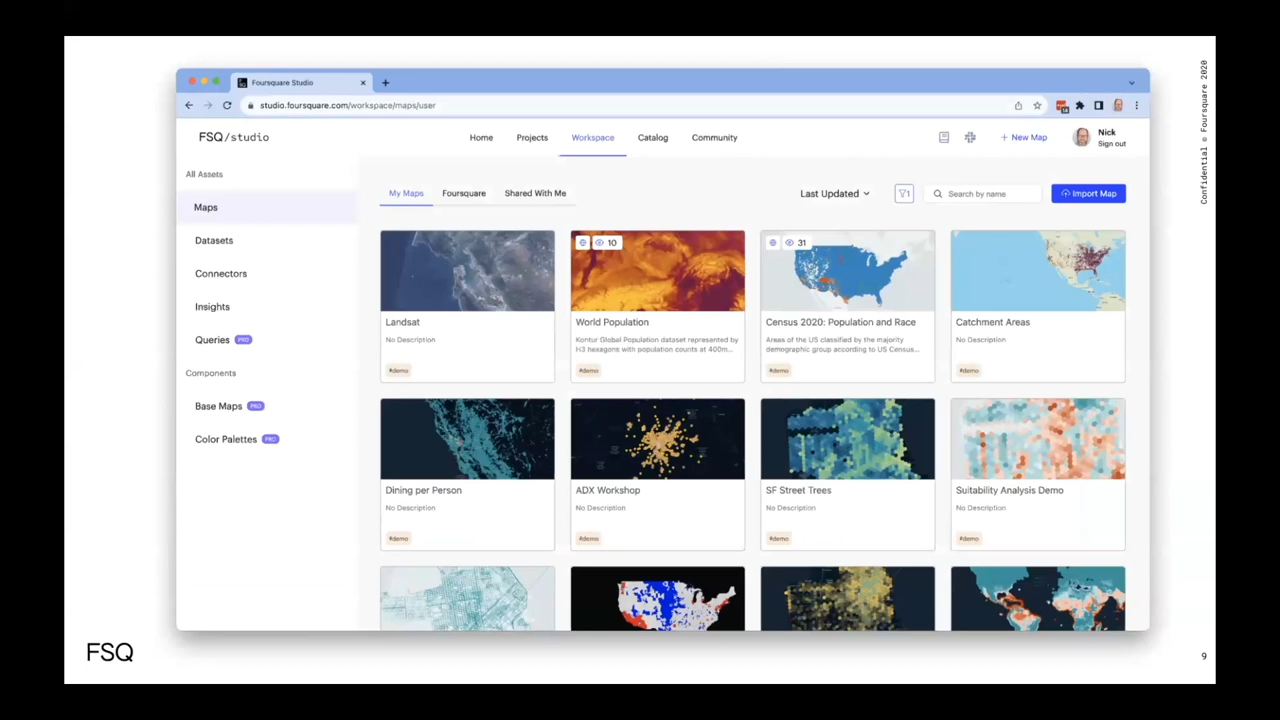 Foursquare Studio
studio.foursquare.com/workspace/maps/user
FSQ/studio
Home
Projects
Workspace
Catalog
Community
+ New Map
Nick
Sign out
All Assets
Maps
Datasets
Connectors
Insights
Queries PRO
Components
Base Maps PRO
Color Palettes PRO
My Maps
Foursquare
Shared With Me
Last Updated
1
Search by name
Import Map
10
31
Landsat
No Description
#demo
World Population
Kontur Global Population dataset represented by
H3 hexagons with population counts at 400m...
#demo
Census 2020: Population and Race
Areas of the US classified by the majority
demographic group according to US Census...
#demo
Catchment Areas
No Description
#demo
Dining per Person
No Description
#demo
ADX Workshop
No Description
#demo
SF Street Trees
No Description
#demo
Suitability Analysis Demo
No Description
#demo
Confidential © Foursquare 2020
FSQ
9